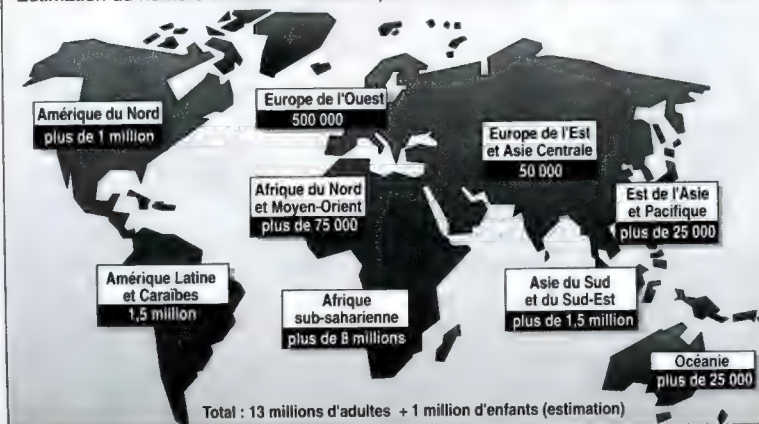 Amérique du Nord
plus de 1 million
Europe de l'Ouest
500 000
Europe de l'Est
et Asie Centrale
50 000
Afrique du Nord
et Moyen-Orient
plus de 75 000
Est de l'Asie
et Pacifique
plus de 25 000
Amérique Latine
et Caraïbes
1,5 million
Afrique
sub-saharienne
plus de 8 millions
Asie du Sud
et du Sud-Est
plus de 1,5 million
Océanie
plus de 25 000
Total : 13 millions d'adultes + 1 million d'enfants (estimation)